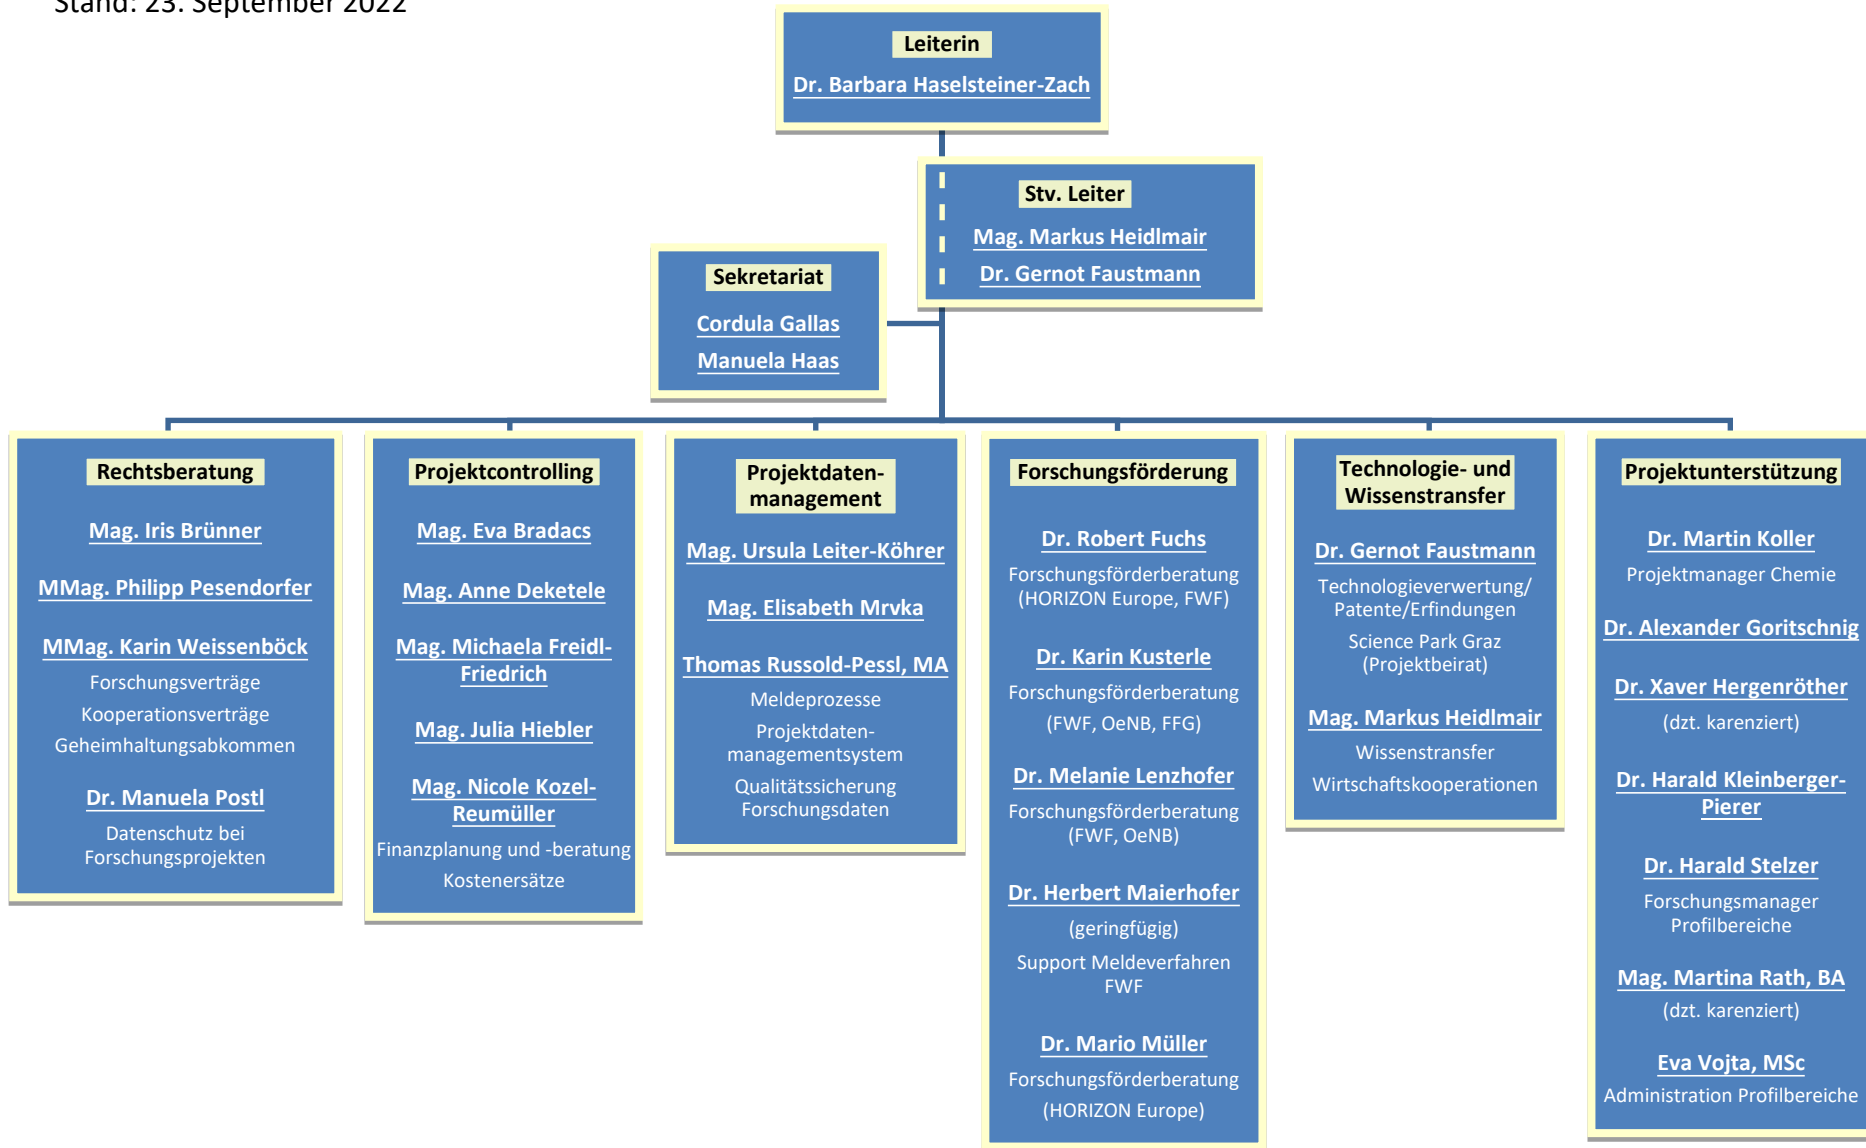 Stand: 23. September 2022
Leiterin
Dr. Barbara Haselsteiner-Zach
Stv. Leiter
Mag. Markus Heidlmair
Dr. Gernot Faustmann
Sekretariat
Cordula Gallas
Manuela Haas
Rechtsberatung
Mag. Iris Brünner
MMag. Philipp Pesendorfer
MMag. Karin Weissenböck
Forschungsverträge
Kooperationsverträge
Geheimhaltungsabkommen
Dr. Manuela Postl
Datenschutz bei
Forschungsprojekten
Projektcontrolling
Mag. Eva Bradacs
Mag. Anne Deketele
Mag. Michaela Freidl-
Friedrich
Mag. Julia Hiebler
Mag. Nicole Kozel-
Reumüller
Finanzplanung und -beratung
Kostenersätze
Projektdaten-
management
Mag. Ursula Leiter-Köhrer
Mag. Elisabeth Mrvka
Thomas Russold-Pessl, MA
Meldeprozesse
Projektdaten-
managementsystem
Qualitätssicherung
Forschungsdaten
Forschungsförderung
Dr. Robert Fuchs
Forschungsförderberatung
(HORIZON Europe, FWF)
Dr. Karin Kusterle
Forschungsförderberatung
(FWF, OeNB, FFG)
Dr. Melanie Lenzhofer
Forschungsförderberatung
(FWF, OeNB)
Dr. Herbert Maierhofer
(geringfügig)
Support Meldeverfahren
FWF
Dr. Mario Müller
Forschungsförderberatung
(HORIZON Europe)
Technologie- und
Wissenstransfer
Dr. Gernot Faustmann
Technologieverwertung/
Patente/Erfindungen
Science Park Graz
(Projektbeirat)
Mag. Markus Heidlmair
Wissenstransfer
Wirtschaftskooperationen
Projektunterstützung
Dr. Martin Koller
Projektmanager Chemie
Dr. Alexander Goritschnig
Dr. Xaver Hergenröther
(dzt. karenziert)
Dr. Harald Kleinberger-
Pierer
Dr. Harald Stelzer
Forschungsmanager
Profilbereiche
Mag. Martina Rath, BA
(dzt. karenziert)
Eva Vojta, MSc
Administration Profilbereiche